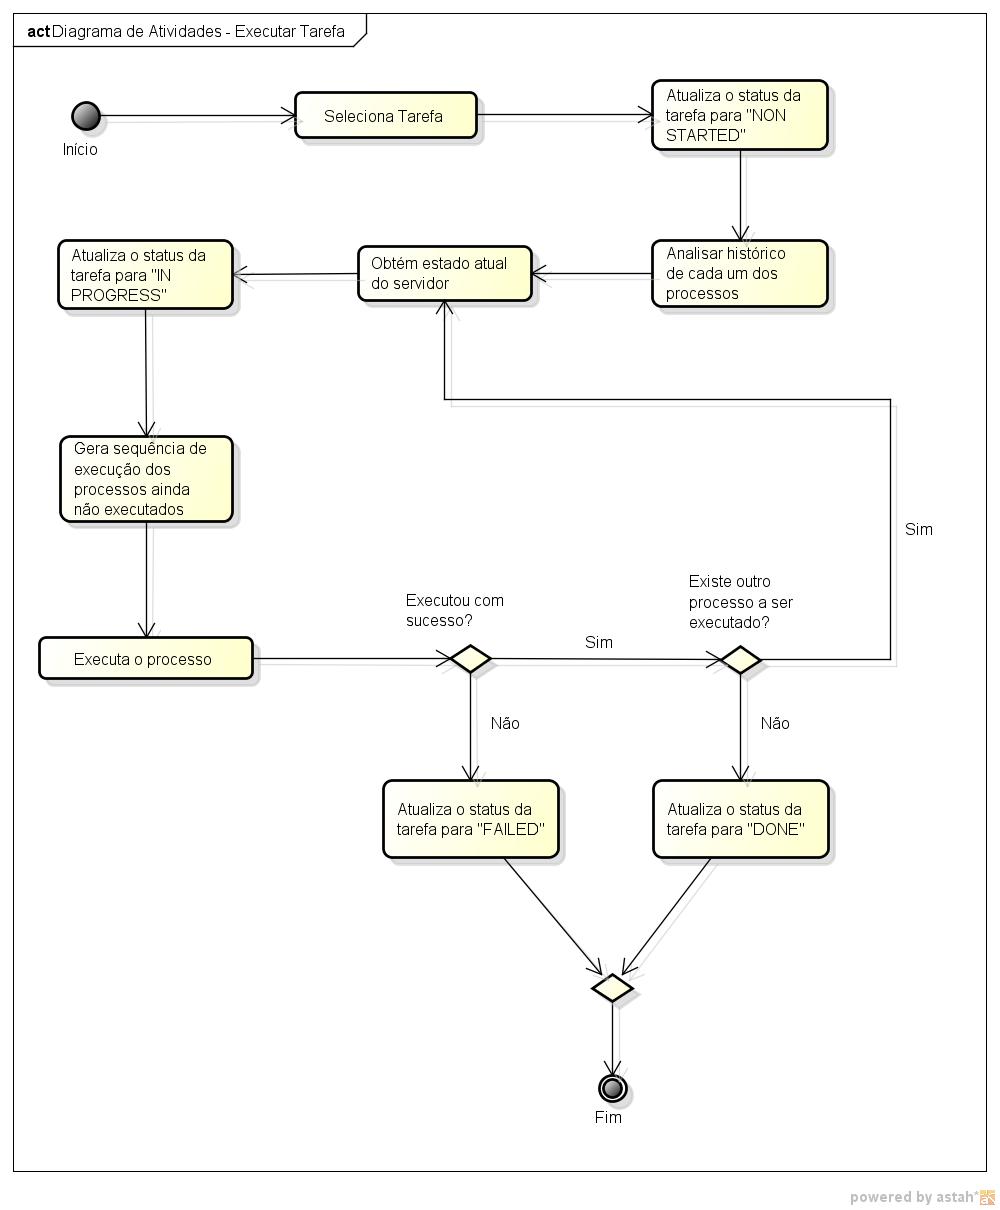 act Diagrama de Atividades - Executar Tarefa
Início
Seleciona Tarefa
Atualiza o status da
tarefa para "NON
STARTED"
Atualiza o status da
tarefa para "IN
PROGRESS"
Obtém estado atual
do servidor
Analisar histórico
de cada um dos
processos
Gera sequência de
execução dos
processos ainda
não executados
Sim
Existe outro
processo a ser
executado?
Executou com
sucesso?
Sim
Executa o processo
Não
Não
Atualiza o status da
tarefa para "FAILED"
Atualiza o status da
tarefa para "DONE"
Fim
powered by astah*